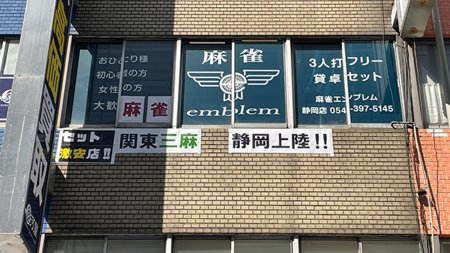 おひとり様
初心者の方
女性の方
大歓
麻雀
麻雀
emblem
3人打フリー
貸卓セット
麻雀エンブレム
静岡店 054-397-5145
セット
激安店!!
関東三麻
静岡上陸!!